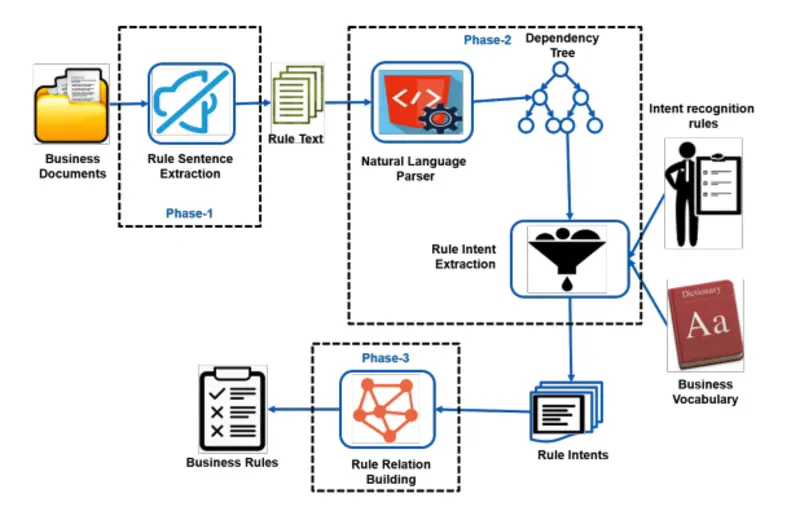 Phase-2
Dependency
Tree
</>
Intent recognition
rules
Business
Documents
Rule Sentence
Extraction
Rule Text
Natural Language
Parser
Phase-1
Rule Intent
Extraction
Dictionary
Aa
Business
Vocabulary
Phase-3
Business Rules
Rule Relation
Building
Rule Intents